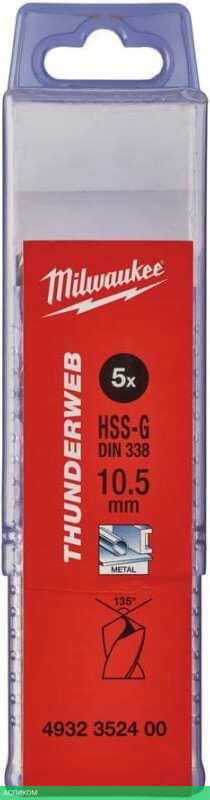 Milwaukee
THUNDERWEB
5x
HSS-G
DIN 338
10.5
mm
METAL
135°
4932 3524 00
АСПИКОМ